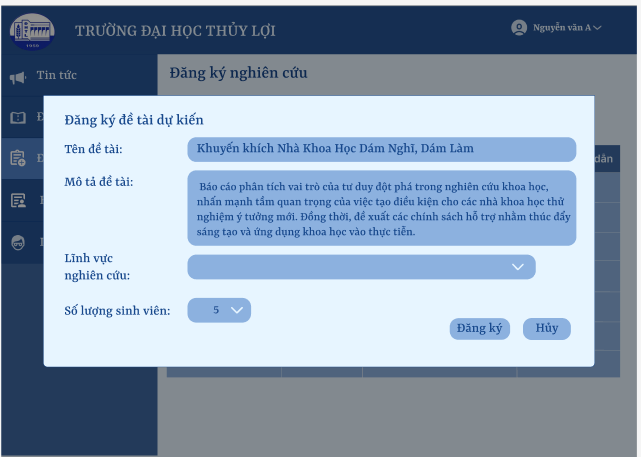 TRƯỜNG ĐẠI HỌC THỦY LỢI
Nguyễn văn A
1959
Tin tức
Đăng ký nghiên cứu
Đăng ký đề tài dự kiến
Tên đề tài:
Khuyến khích Nhà Khoa Học Dám Nghĩ, Dám Làm
dẫn
Mô tả đề tài:
Báo cáo phân tích vai trò của tư duy đột phá trong nghiên cứu khoa học,
nhấn mạnh tầm quan trọng của việc tạo điều kiện cho các nhà khoa học thử
nghiệm ý tưởng mới. Đồng thời, đề xuất các chính sách hỗ trợ nhằm thúc đẩy
sáng tạo và ứng dụng khoa học vào thực tiễn.
Lĩnh vực
nghiên cứu:
Số lượng sinh viên:
5
Đăng ký
Hủy